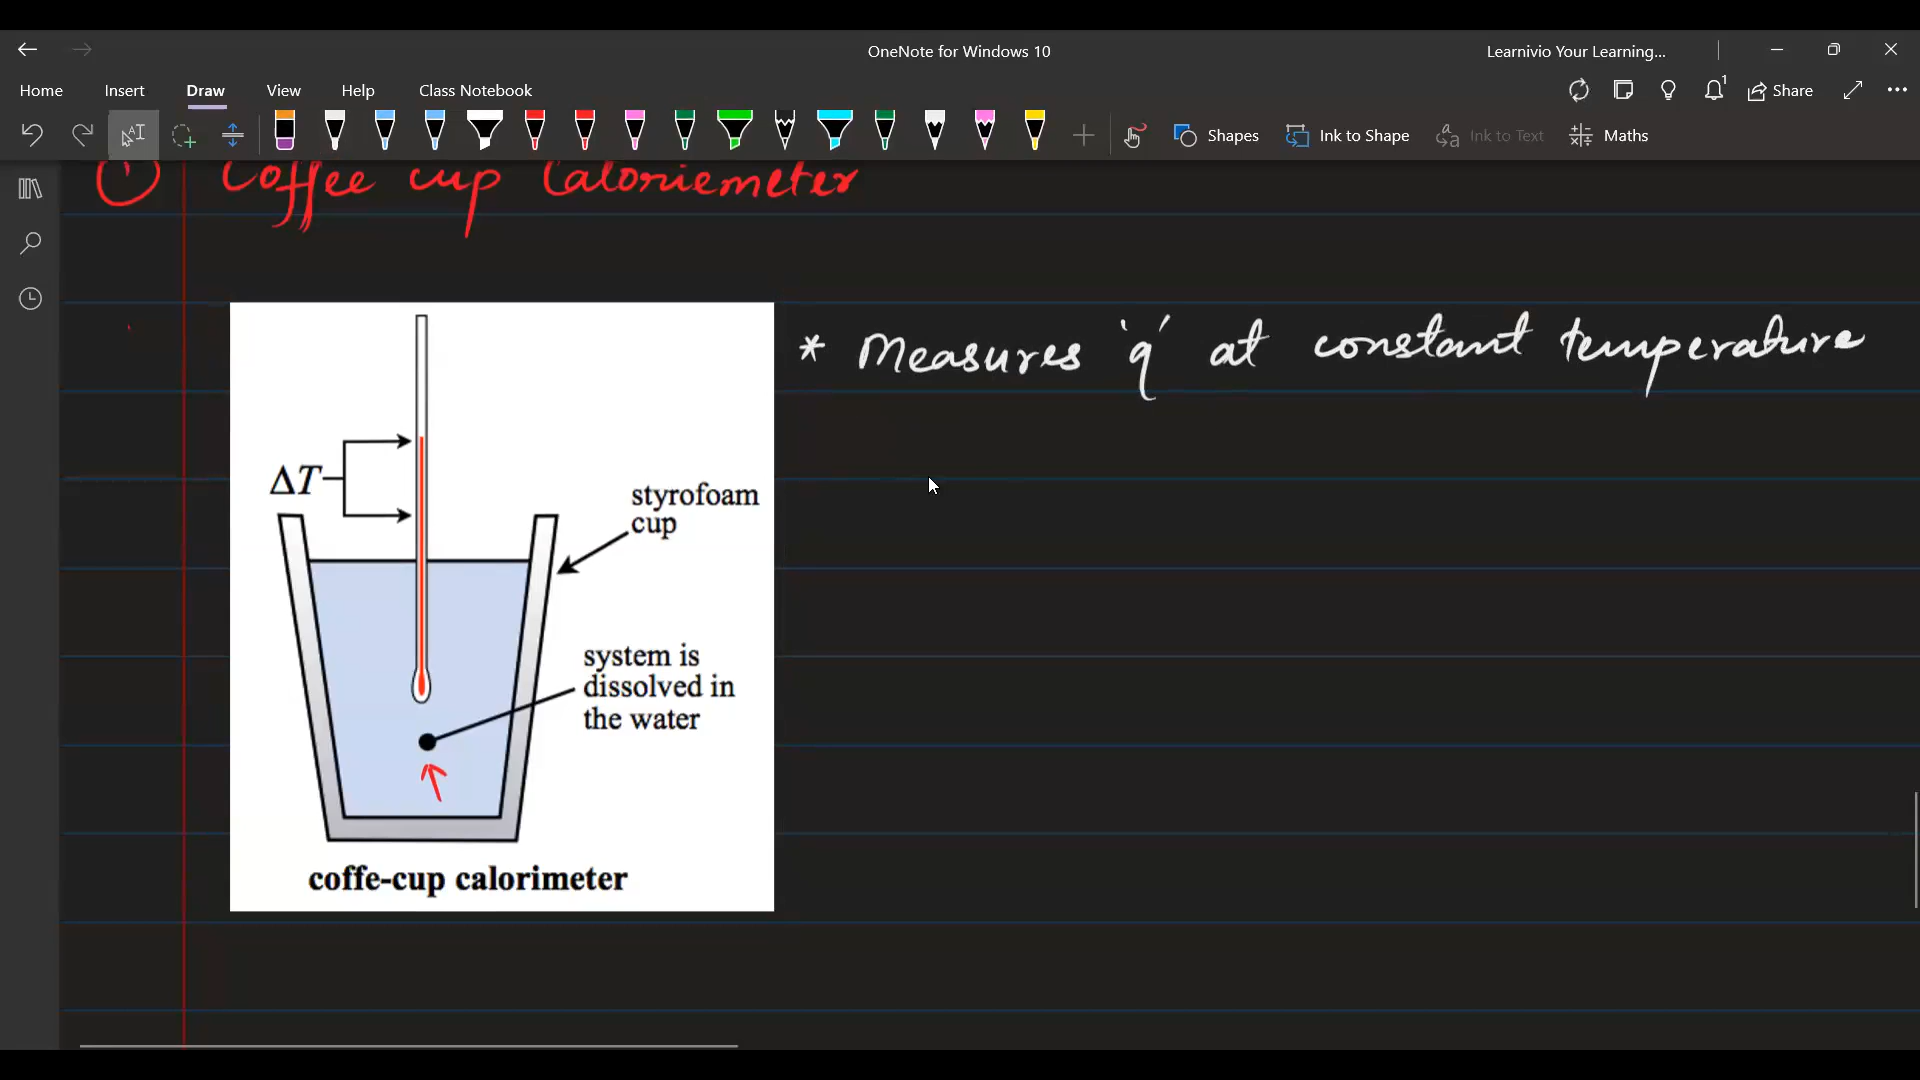 OneNote for Windows 10
Learnivio Your Learning...
Home Insert Draw View Help Class Notebook
1
Share
Shapes Ink to Shape Ink to Text Maths
① Coffee cup Caloriemeter
* Measures 'q' at constant temperature
ΔT
styrofoam
cup
system is
dissolved in
the water
coffe-cup calorimeter